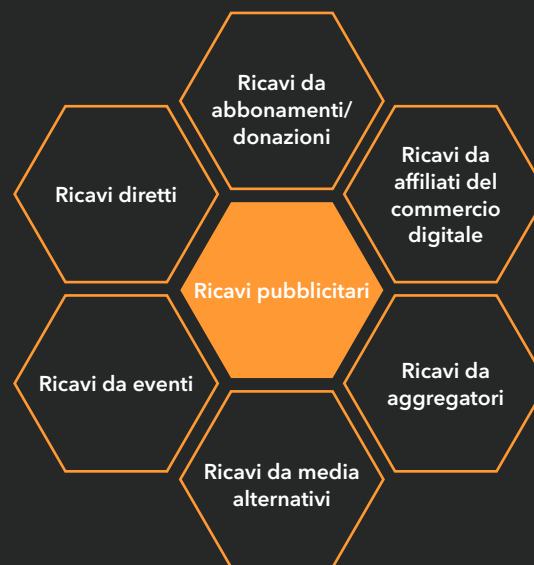 Ricavi da
abbonamenti/
donazioni
Ricavi da
affiliati del
commercio
digitale
Ricavi diretti
Ricavi pubblicitari
Ricavi da eventi
Ricavi da
aggregatori
Ricavi da media
alternativi